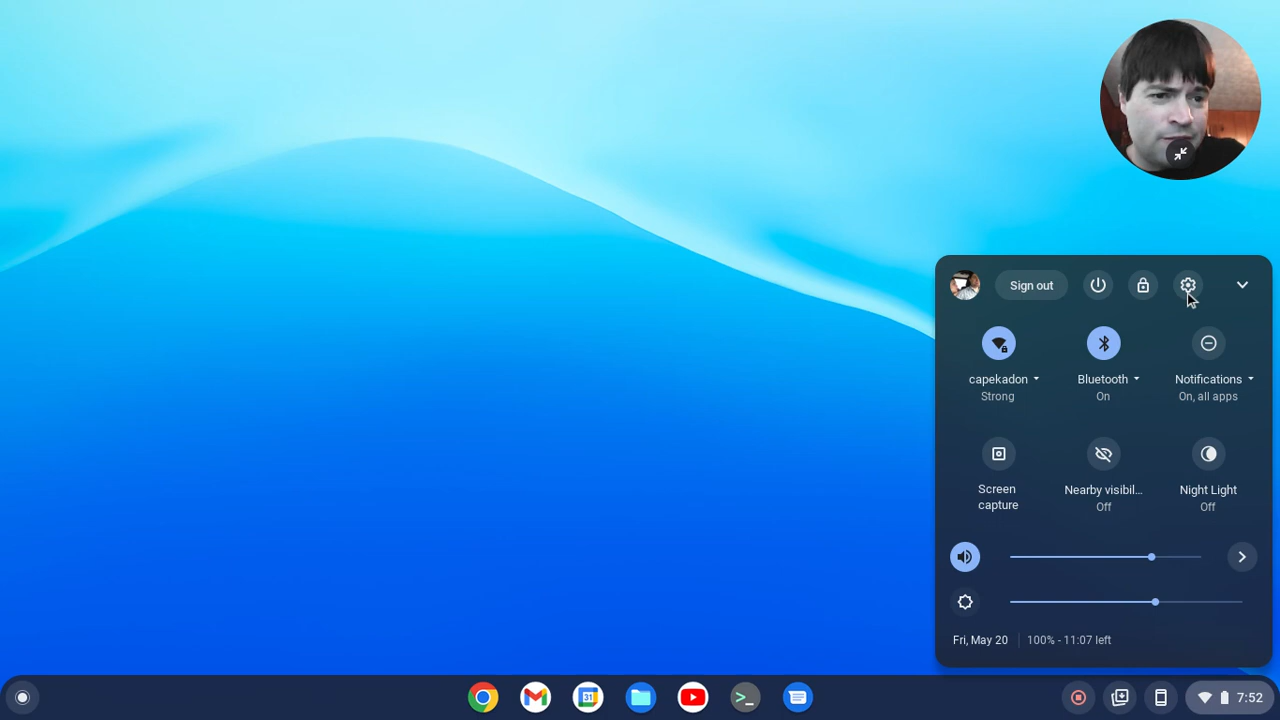 Sign out
capekadon
Strong
Bluetooth
On
Notifications
On, all apps
Screen
capture
Nearby visibil...
Off
Night Light
Off
Fri, May 20
100% - 11:07 left
31
>_
7:52